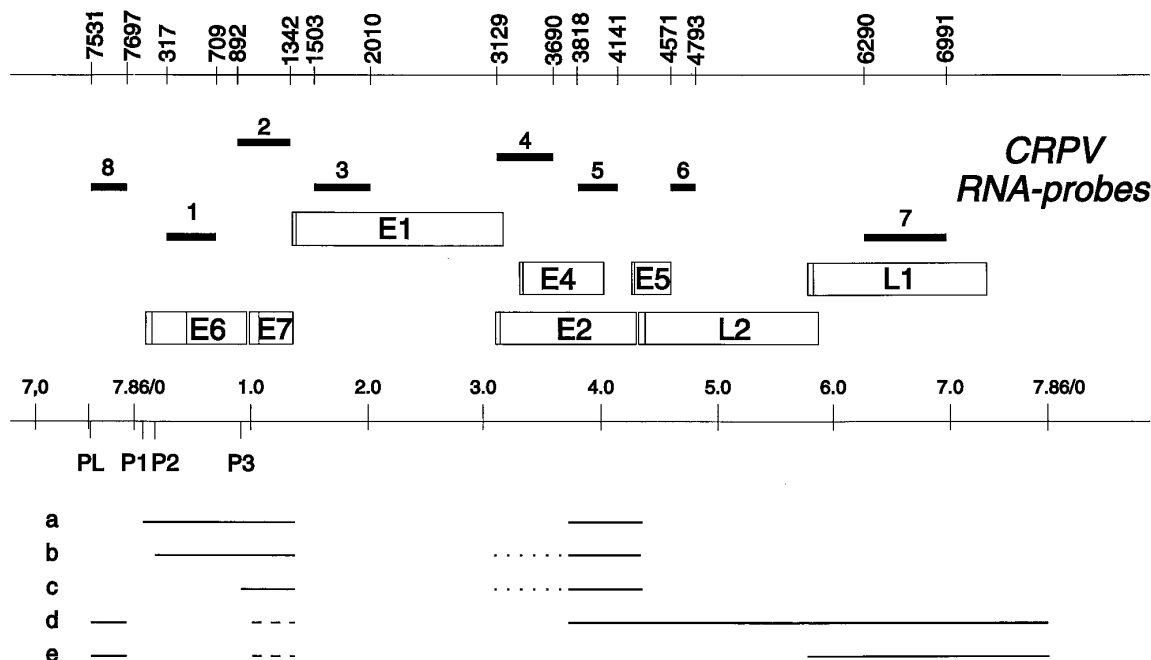 7531 7697 317 709 892 1342 1503 2010 3129 3690 3818 4141 4571 4793 6290 6991
2 4
CRPV
8 3 5 6
RNA-probes
1 7
E1
E4 E5 L1
E6 E7 E2 L2
7,0 7.86/0 1.0 2.0 3.0 4.0 5.0 6.0 7.0 7.86/0
PL P1 P2 P3
a
b
c
d
e